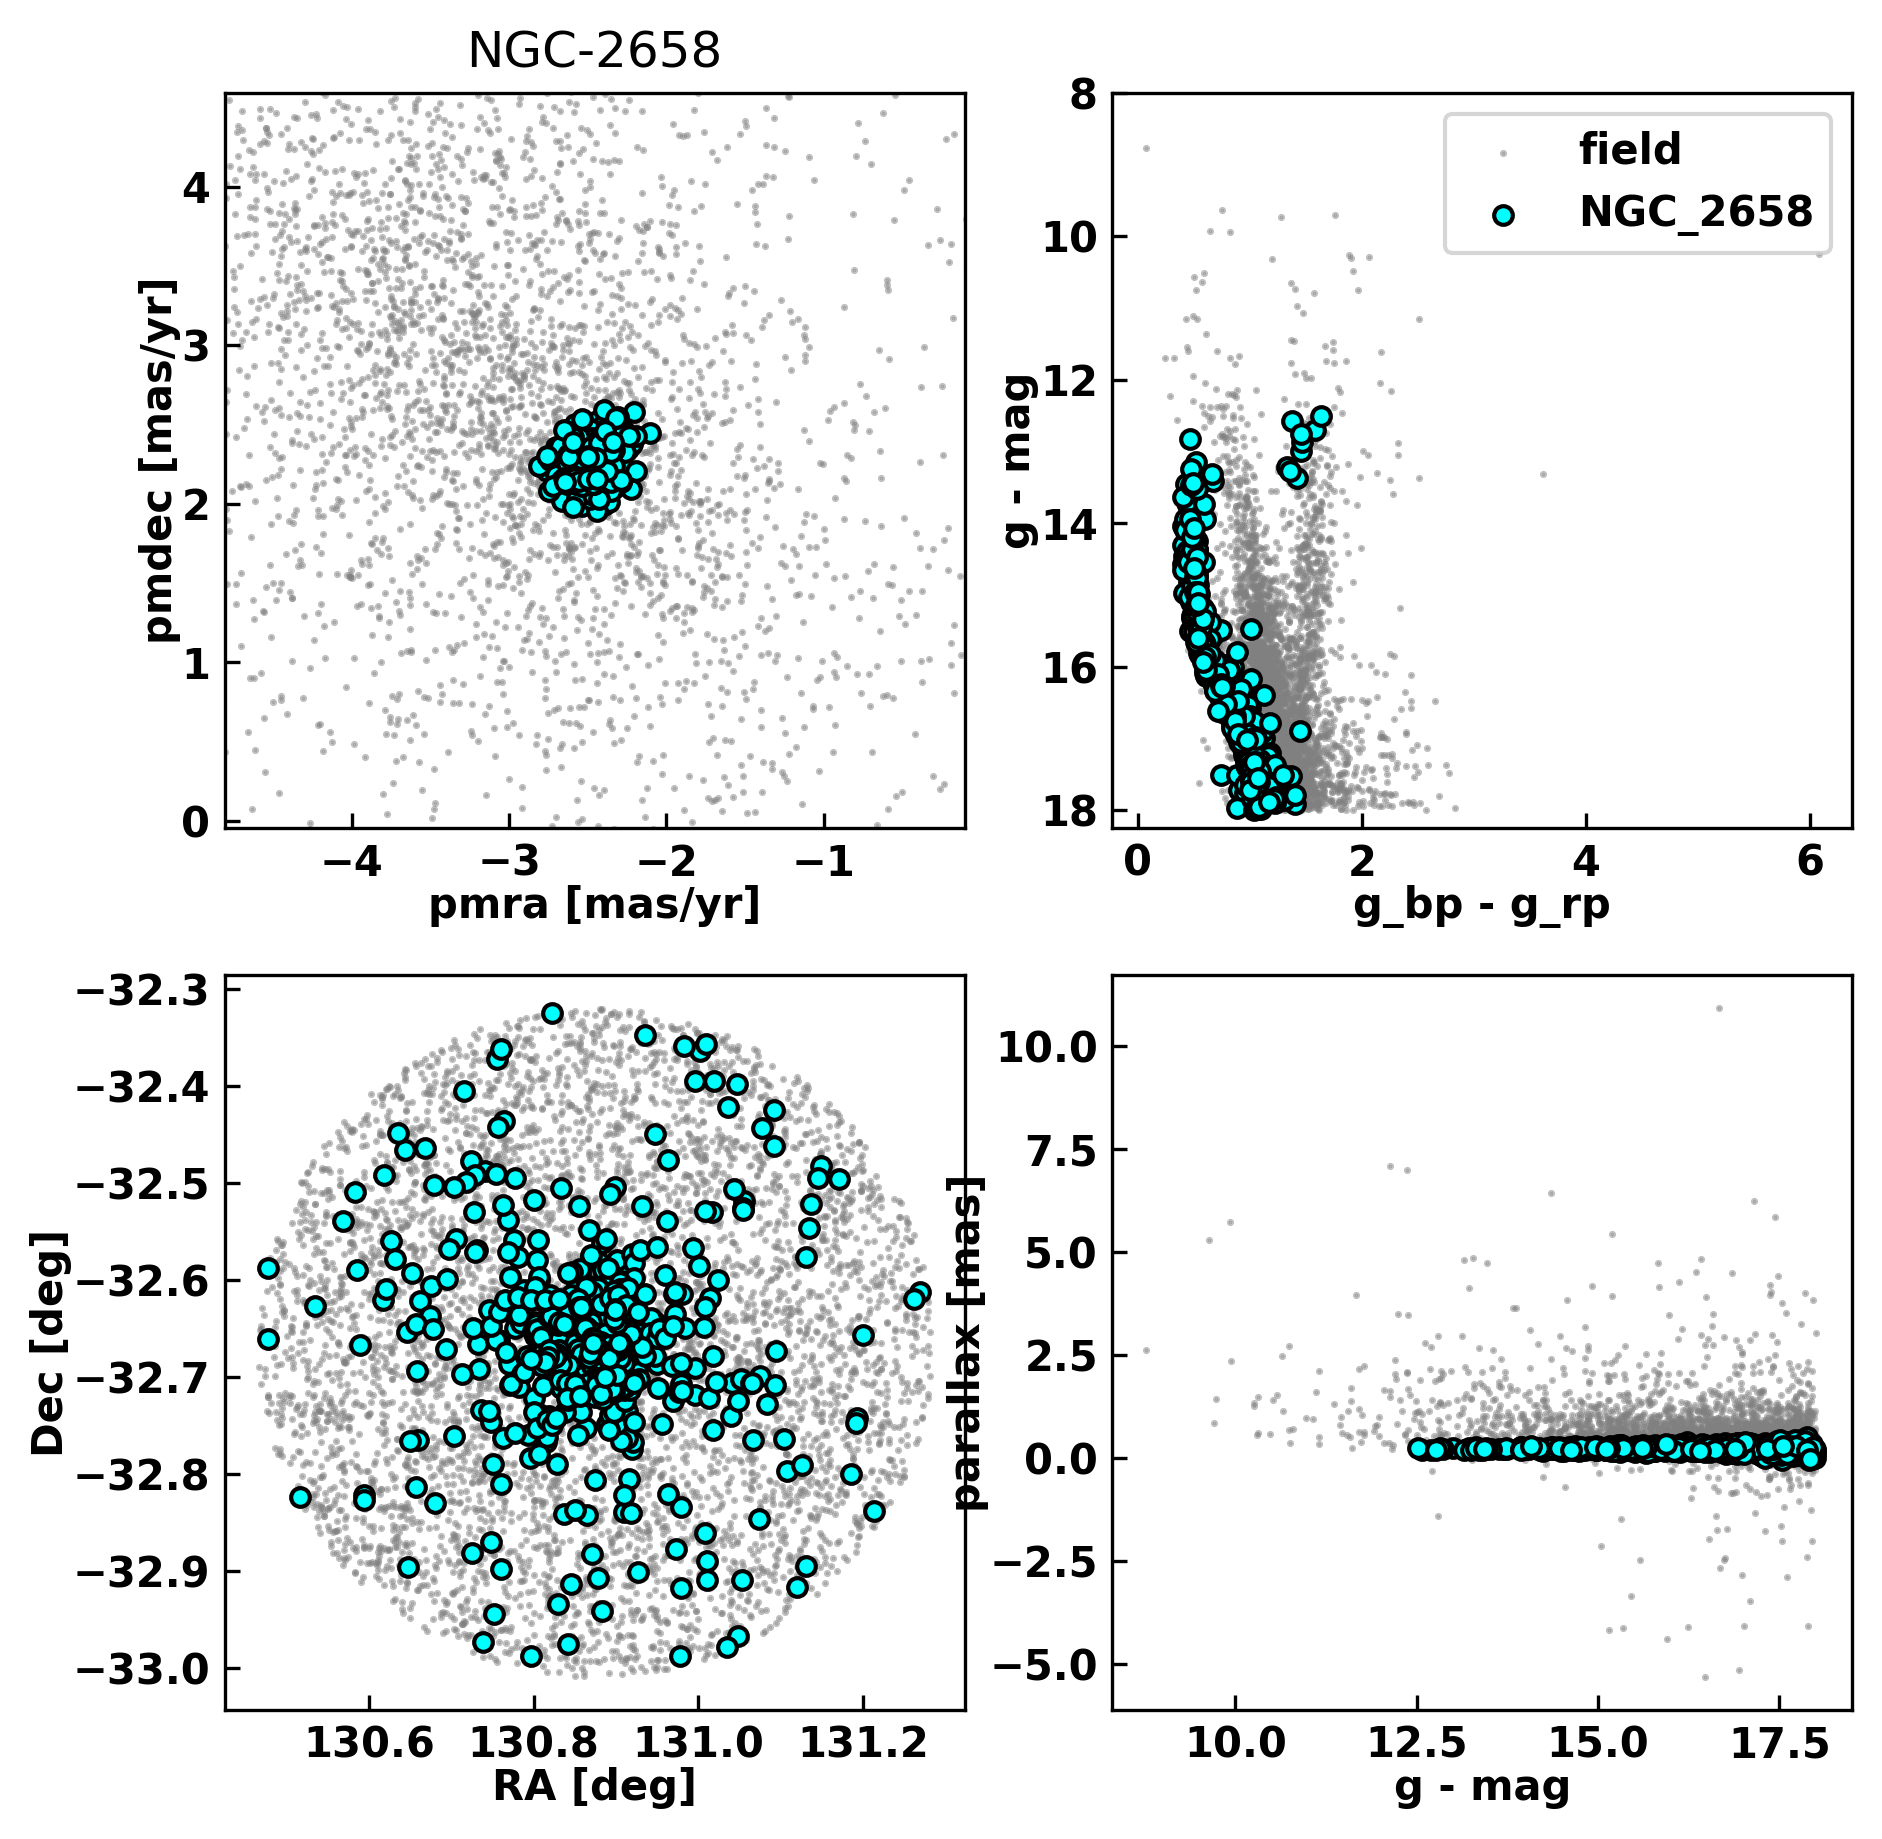 NGC-2658
4
3
2
1
0
pmdec [mas/yr]
−4 −3 −2 −1
pmra [mas/yr]
8
10
12
14
16
18
g - mag
field
NGC_2658
0 2 4 6
g_bp - g_rp
−32.3
−32.4
−32.5
−32.6
−32.7
−32.8
−32.9
−33.0
Dec [deg]
130.6 130.8 131.0 131.2
RA [deg]
10.0
7.5
5.0
2.5
0.0
−2.5
−5.0
parallax [mas]
10.0 12.5 15.0 17.5
g - mag